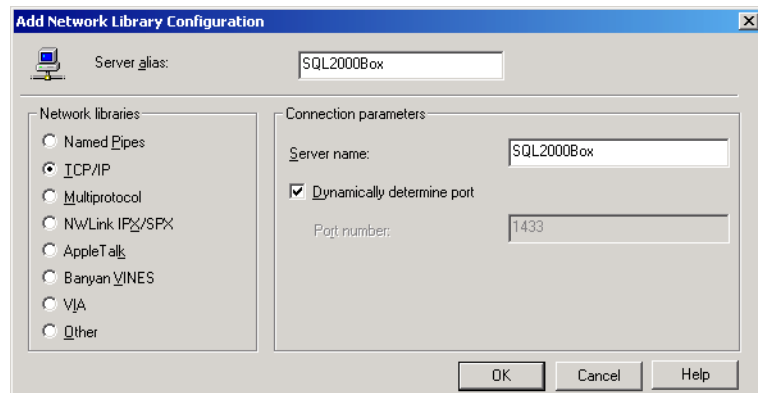 Add Network Library Configuration
Server alias:
SQL2000Box
Network libraries
Named Pipes
TCP/IP
Multiprotocol
NWLink IPX/SPX
AppleTalk
Banyan VINES
VIA
Other
Connection parameters
Server name:
SQL2000Box
Dynamically determine port
Port number:
1433
OK
Cancel
Help